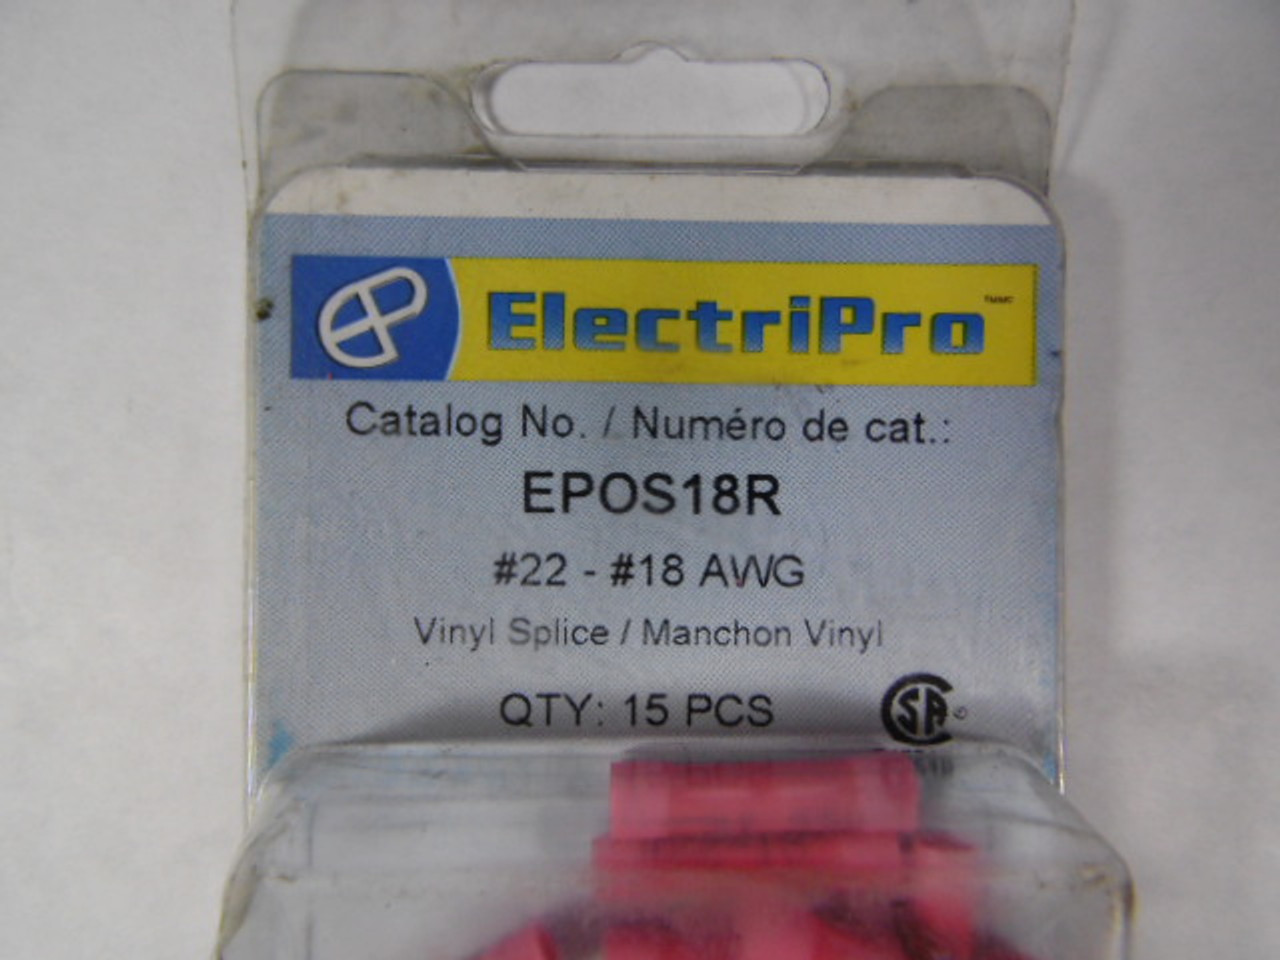 ElectriPro
Catalog No. / Numéro de cat.:
EPOS18R
#22 - #18 AWG
Vinyl Splice / Manchon Vinyl
QTY: 15 PCS